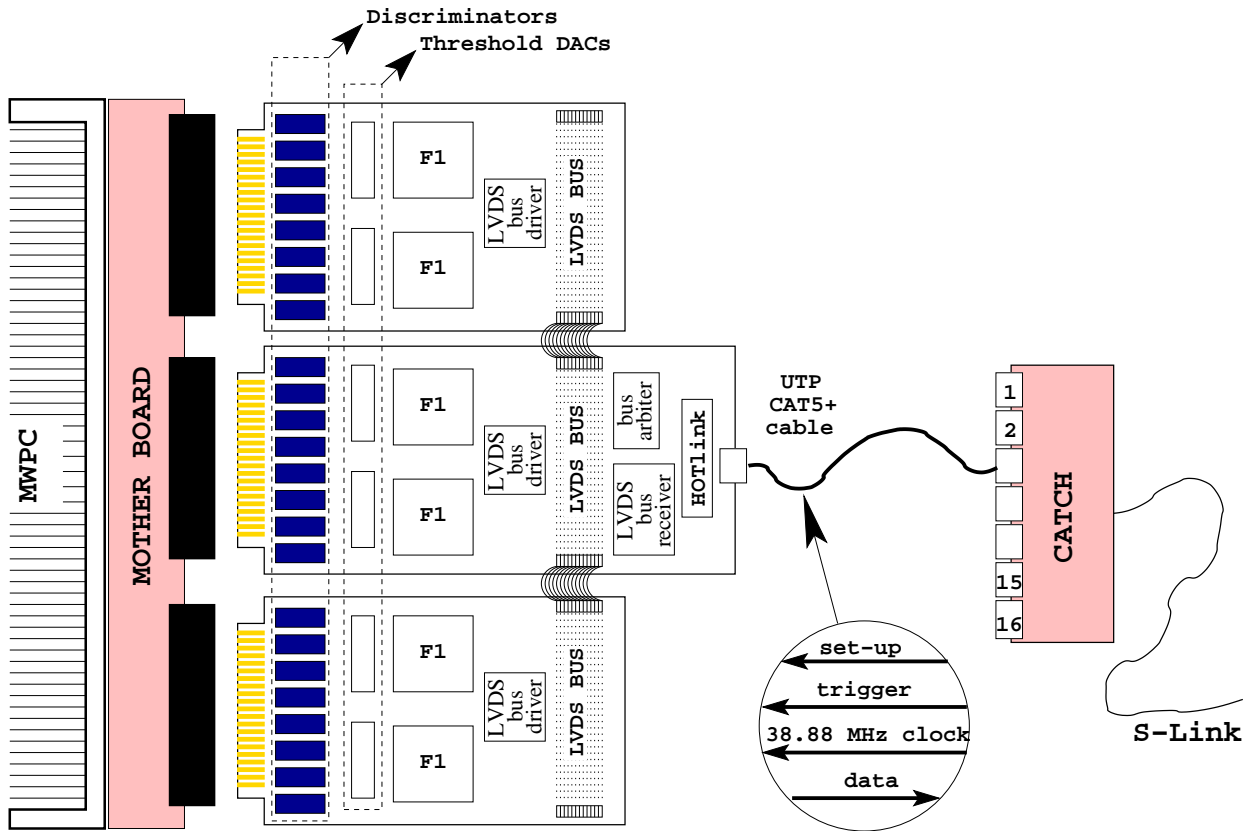 Discriminators
Threshold DACs
MWPC
MOTHER BOARD
F1
F1
LVDS
bus
driver
LVDS BUS
F1
F1
LVDS
bus
driver
LVDS BUS
bus
arbiter
LVDS
bus
receiver
HOTlink
F1
F1
LVDS
bus
driver
LVDS BUS
UTP
CAT5+
cable
1
2
15
16
CATCH
set-up
trigger
38.88 MHz clock
data
S-Link